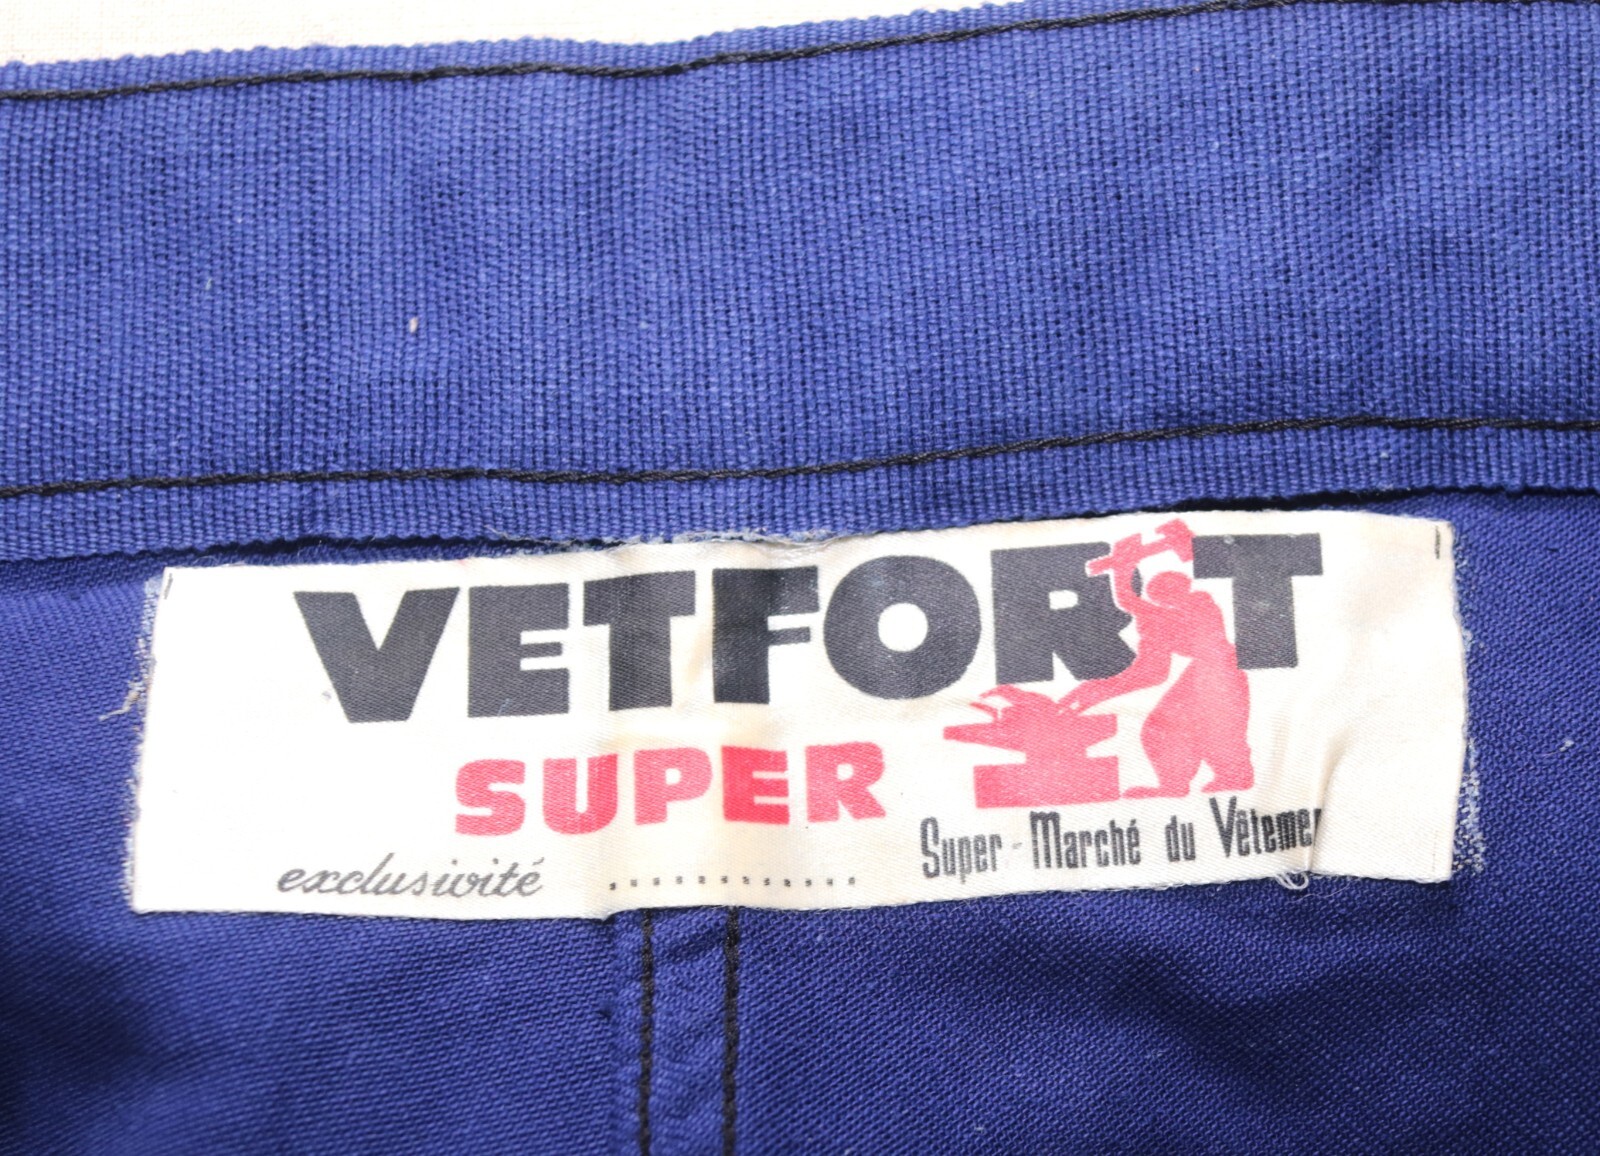 VETFORT
SUPER
exclusivité ............. Super-Marché du Vêtemen